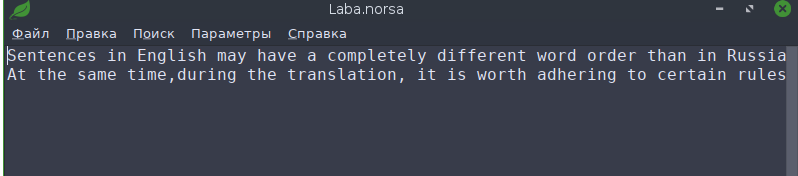 Laba.norsa
Файл Правка Поиск Параметры Справка
Sentences in English may have a completely different word order than in Russia
At the same time,during the translation, it is worth adhering to certain rules